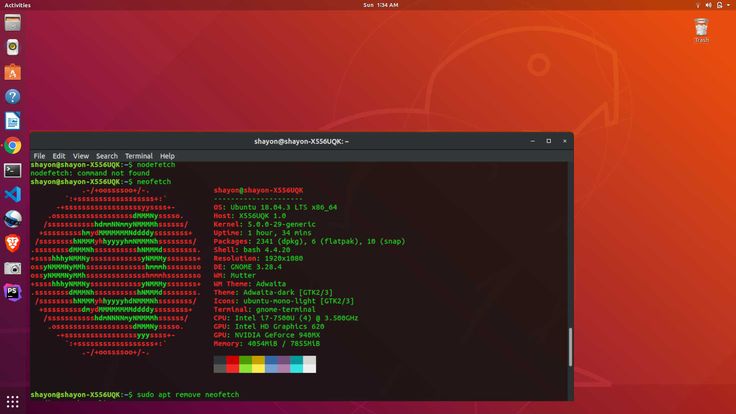 Activities
Sun 1:34 AM
Trash
shayon@shayon-X556UQK: ~
File Edit View Search Terminal Help
shayon@shayon-X556UQK:~$ nodefetch
nodefetch: command not found
shayon@shayon-X556UQK:~$ neofetch
shayon@shayon-X556UQK
---------------------
OS: Ubuntu 18.04.3 LTS x86_64
Host: X556UQK 1.0
Kernel: 5.0.0-29-generic
Uptime: 1 hour, 34 mins
Packages: 2341 (dpkg), 6 (flatpak), 10 (snap)
Shell: bash 4.4.20
Resolution: 1920x1080
DE: GNOME 3.28.4
WM: Mutter
WM Theme: Adwaita
Theme: Adwaita-dark [GTK2/3]
Icons: ubuntu-mono-light [GTK2/3]
Terminal: gnome-terminal
CPU: Intel i7-7500U (4) @ 3.500GHz
GPU: Intel HD Graphics 620
GPU: NVIDIA GeForce 940MX
Memory: 4054MiB / 7855MiB
shayon@shayon-X556UQK:~$ sudo apt remove neofetch